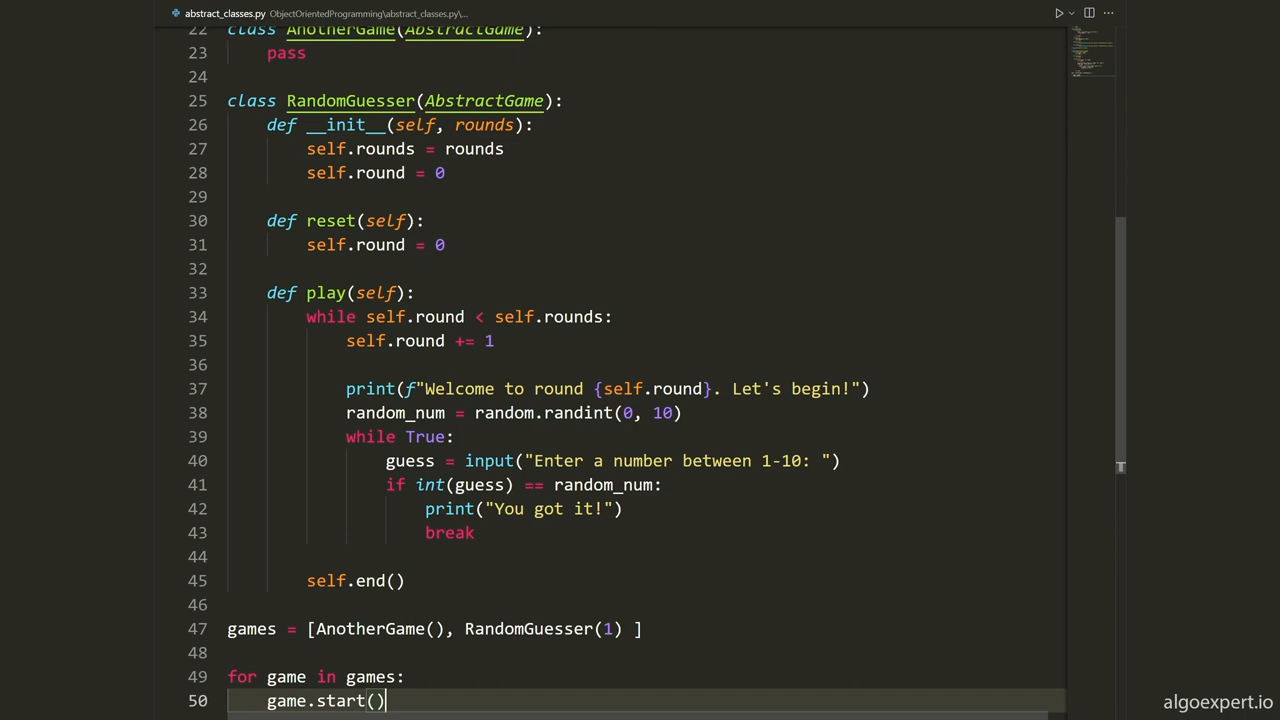 abstract_classes.py ObjectOrientedProgramming\abstract_classes.py\...
22 class AnotherGame(AbstractGame):
23 pass
24
25 class RandomGuesser(AbstractGame):
26 def __init__(self, rounds):
27 self.rounds = rounds
28 self.round = 0
29
30 def reset(self):
31 self.round = 0
32
33 def play(self):
34 while self.round < self.rounds:
35 self.round += 1
36
37 print(f"Welcome to round {self.round}. Let's begin!")
38 random_num = random.randint(0, 10)
39 while True:
40 guess = input("Enter a number between 1-10: ")
41 if int(guess) == random_num:
42 print("You got it!")
43 break
44
45 self.end()
46
47 games = [AnotherGame(), RandomGuesser(1) ]
48
49 for game in games:
50 game.start()
algoexpert.io